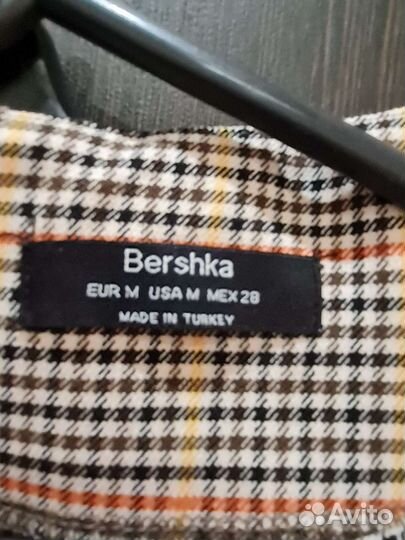 Bershka
EUR M USA M MEX 28
MADE IN TURKEY
Avito